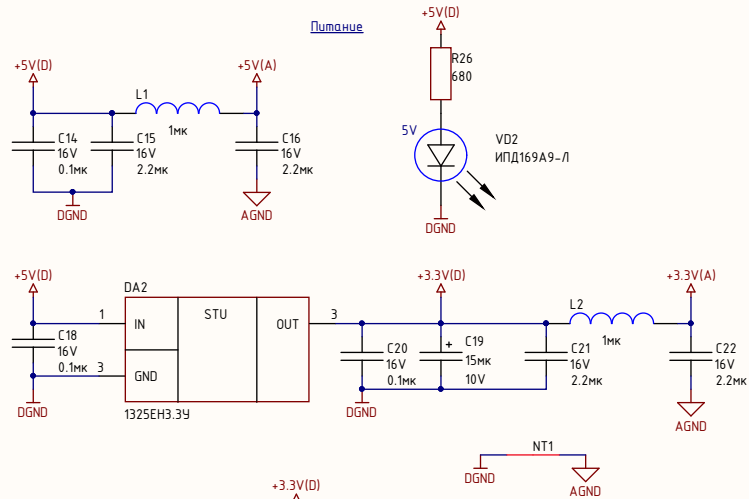 Питание
+5V(D)
+5V(A)
L1
1мк
C14
16V
0.1мк
C15
16V
2.2мк
C16
16V
2.2мк
DGND
AGND
+5V(D)
R26
680
5V
VD2
ИПД169А9-Л
DGND
+5V(D)
DA2
1
IN
STU
OUT
3
C18
16V
0.1мк
3
GND
DGND
1325ЕН3.3У
+3.3V(D)
+3.3V(A)
L2
1мк
C20
16V
0.1мк
C19
+
15мк
10V
C21
16V
2.2мк
C22
16V
2.2мк
DGND
AGND
NT1
DGND
AGND
+3.3V(D)